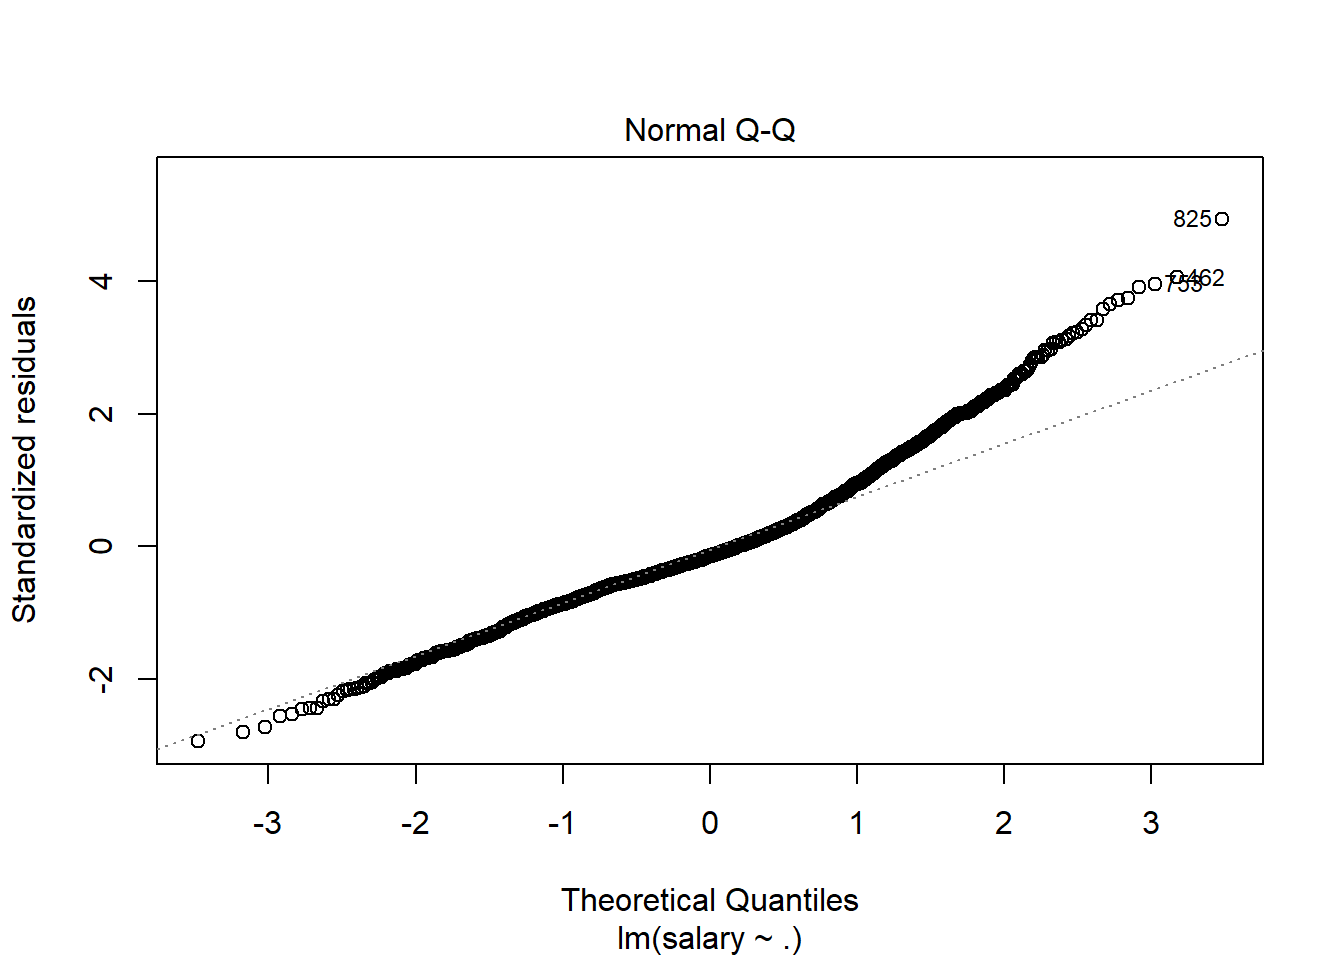 Normal Q-Q
Standardized residuals
4
2
0
-2
825
462
753
-3 -2 -1 0 1 2 3
Theoretical Quantiles
lm(salary ~ .)